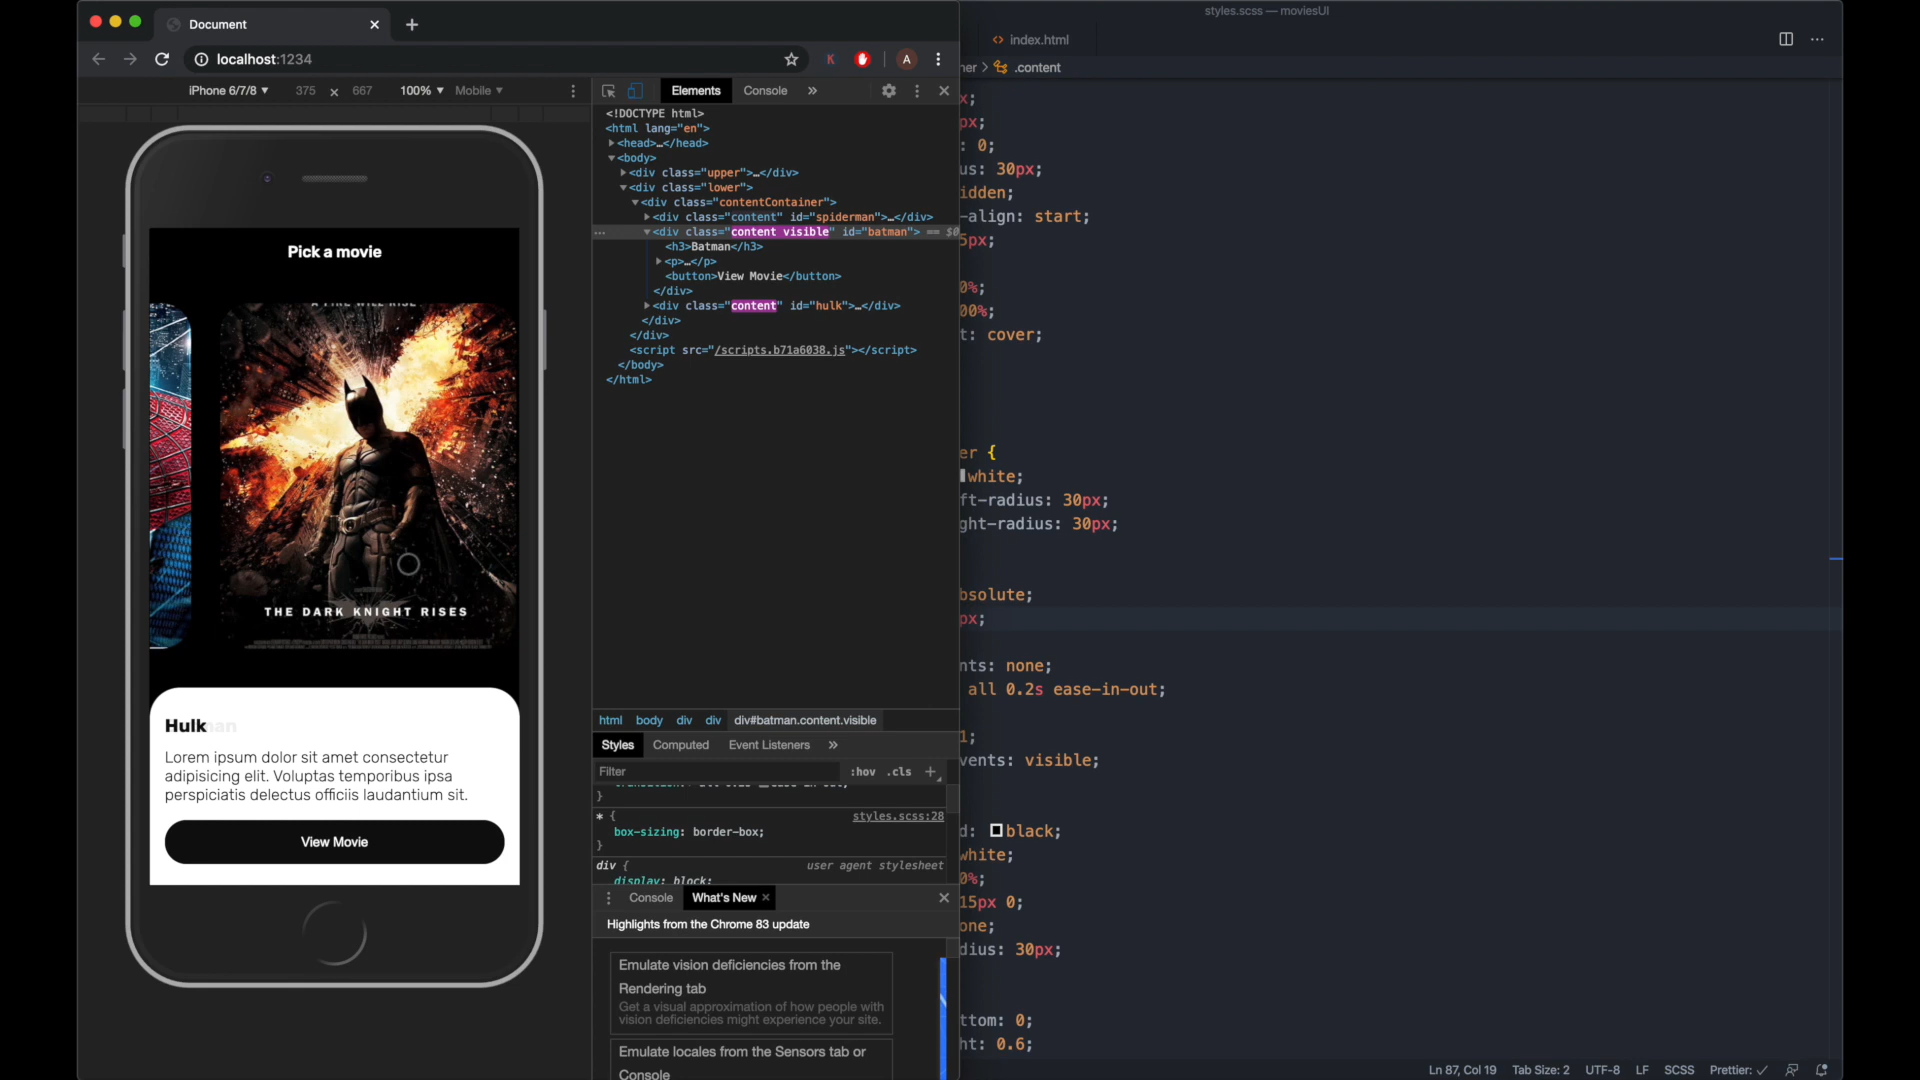 Document
localhost:1234
K
A
iPhone 6/7/8 ▼ 375 × 667 100% ▼ Mobile ▼
Pick a movie
THE DARK KNIGHT RISES
Hulk
Lorem ipsum dolor sit amet consectetur
adipisicing elit. Voluptas temporibus ipsa
perspiciatis delectus officiis laudantium sit.
View Movie
Elements Console »
<!DOCTYPE html>
<html lang="en">
<head>…</head>
<body>
<div class="upper">…</div>
<div class="lower">
<div class="contentContainer">
<div class="content" id="spiderman">…</div>
… <div class="content visible" id="batman"> == $0
<h3>Batman</h3>
<p>…</p>
<button>View Movie</button>
</div>
<div class="content" id="hulk">…</div>
</div>
</div>
<script src="/scripts.b71a6038.js"></script>
</body>
</html>
html body div div div#batman.content.visible
Styles Computed Event Listeners »
Filter :hov .cls +
}
* { styles.scss:28
box-sizing: border-box;
}
div { user agent stylesheet
display: block;
Console What's New ×
Highlights from the Chrome 83 update
Emulate vision deficiencies from the
Rendering tab
Get a visual approximation of how people with
vision deficiencies might experience your site.
Emulate locales from the Sensors tab or
Console
styles.scss — moviesUI
index.html
ner > .content
x;
px;
: 0;
us: 30px;
idden;
-align: start;
5px;
0%;
00%;
t: cover;
er {
white;
ft-radius: 30px;
ght-radius: 30px;
bsolute;
px;
nts: none;
all 0.2s ease-in-out;
1;
vents: visible;
d: black;
white;
0%;
15px 0;
one;
dius: 30px;
ttom: 0;
ht: 0.6;
Ln 87, Col 19 Tab Size: 2 UTF-8 LF SCSS Prettier: ✓